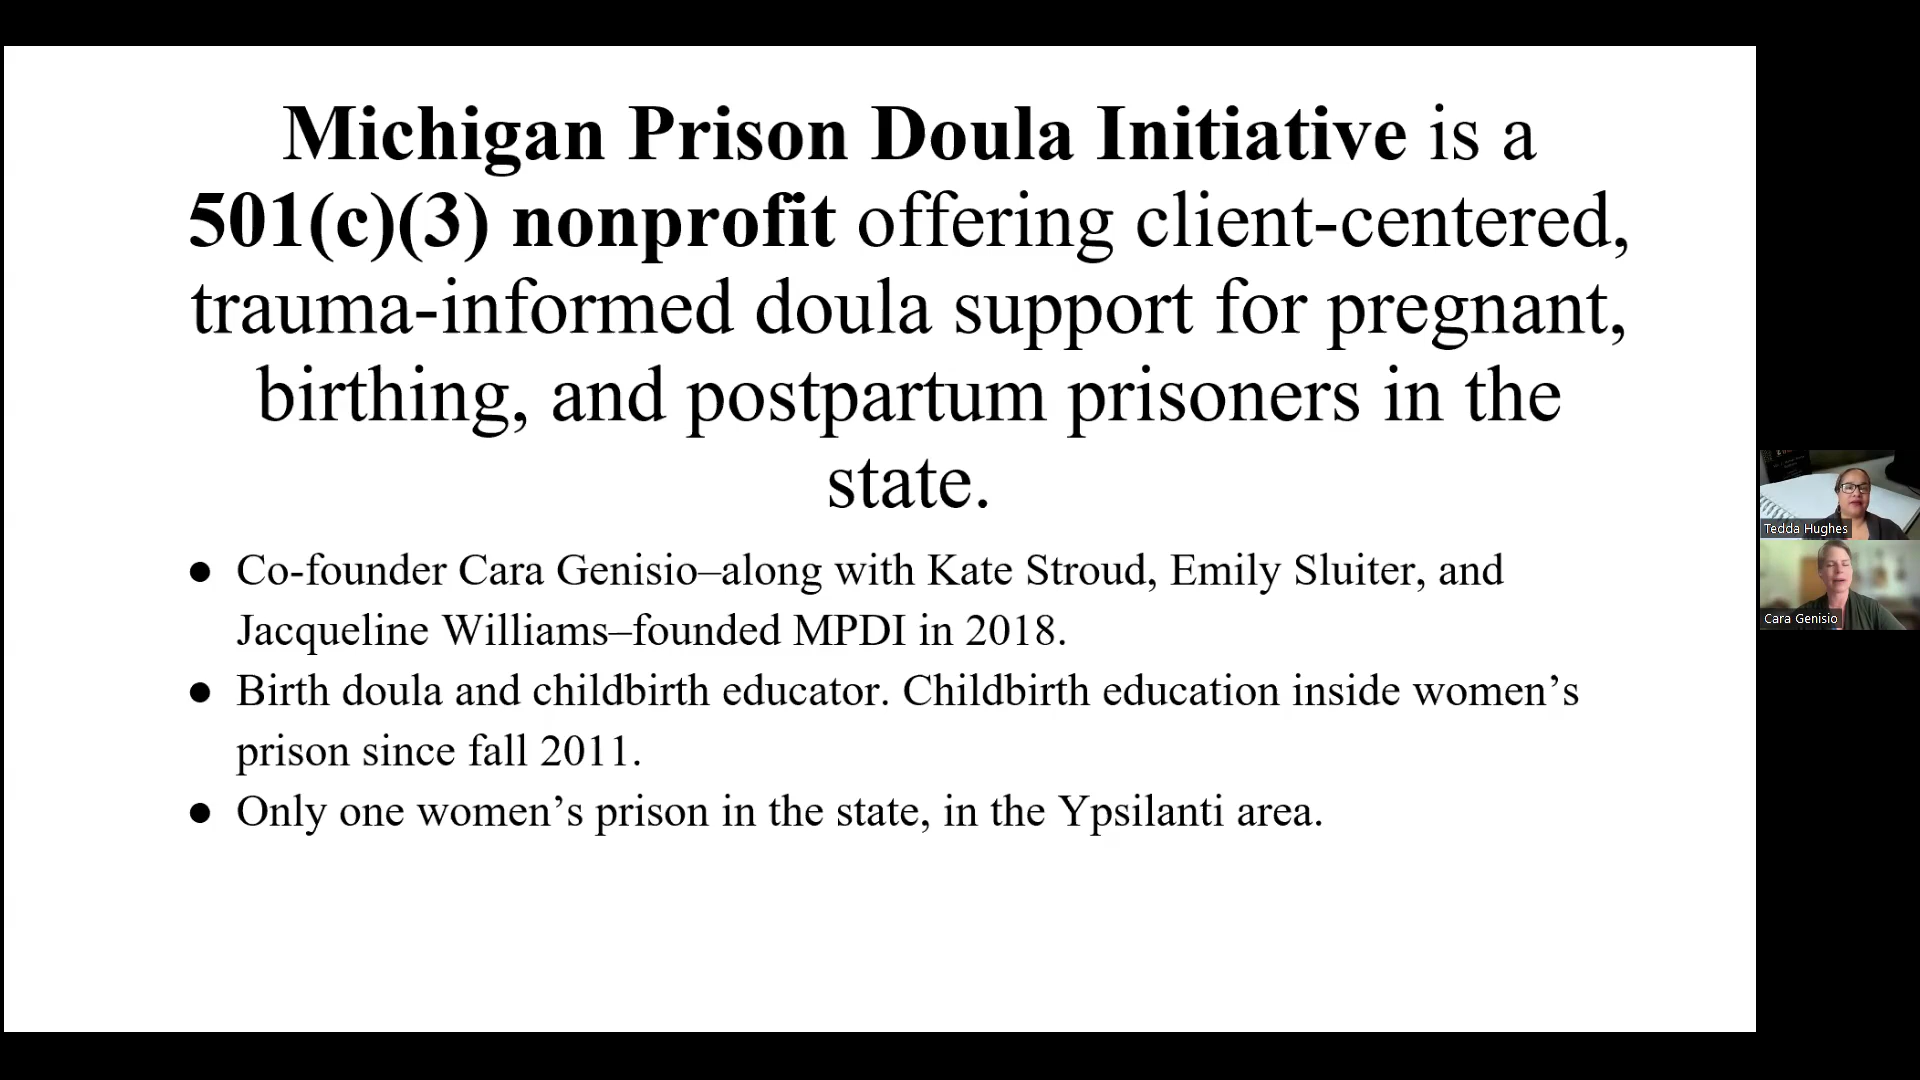 Michigan Prison Doula Initiative is a
501(c)(3) nonprofit offering client-centered,
trauma-informed doula support for pregnant,
birthing, and postpartum prisoners in the
state.
● Co-founder Cara Genisio–along with Kate Stroud, Emily Sluiter, and
Jacqueline Williams–founded MPDI in 2018.
● Birth doula and childbirth educator. Childbirth education inside women’s
prison since fall 2011.
● Only one women’s prison in the state, in the Ypsilanti area.
Tedda Hughes
Cara Genisio